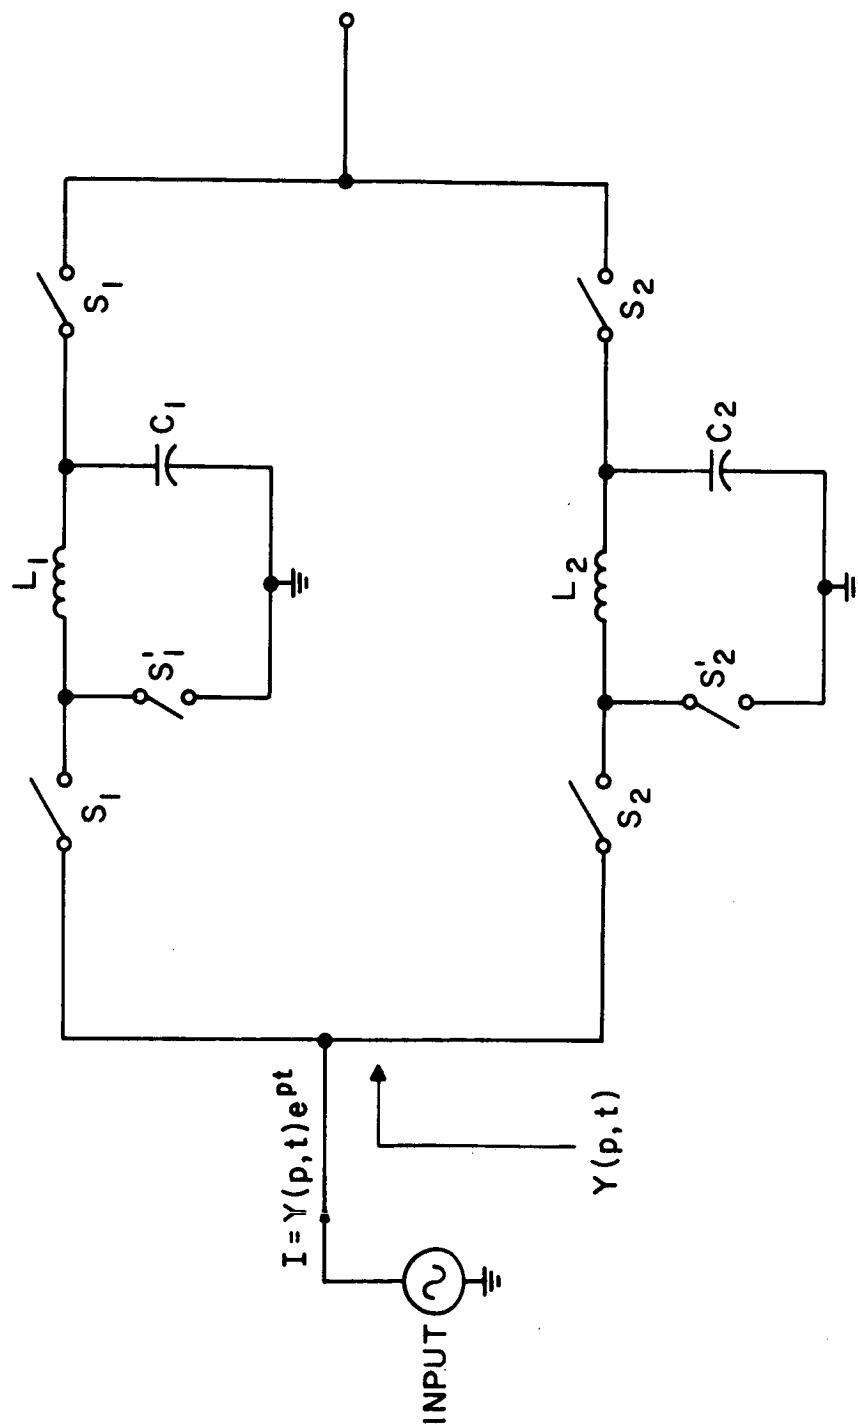 S1
C1
L1
S'1
S1
S2
C2
L2
S'2
S2
I = Y(p,t)e^pt
Y(p,t)
INPUT